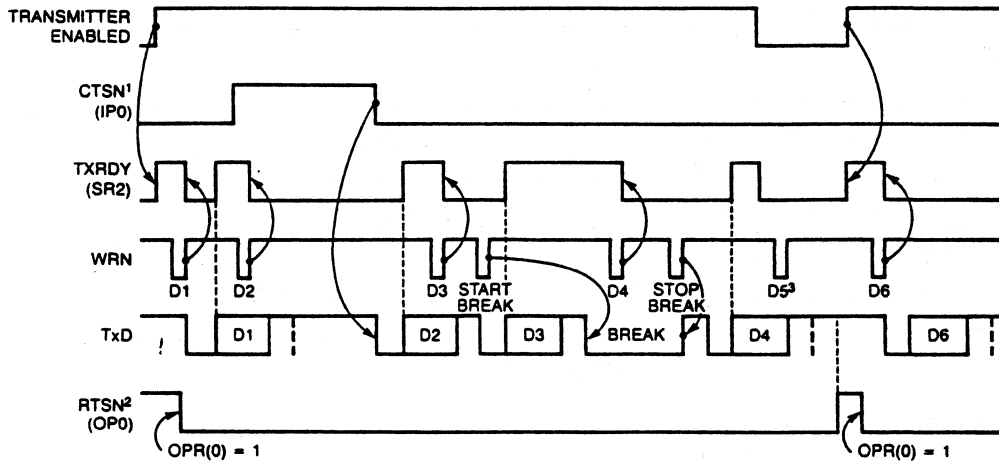 TRANSMITTER
ENABLED
CTSN¹
(IP0)
TXRDY
(SR2)
WRN
D1 D2 D3 START
BREAK D4 STOP
BREAK D5³ D6
TxD D1 D2 D3 BREAK D4 D6
RTSN²
(OP0)
OPR(0) = 1 OPR(0) = 1